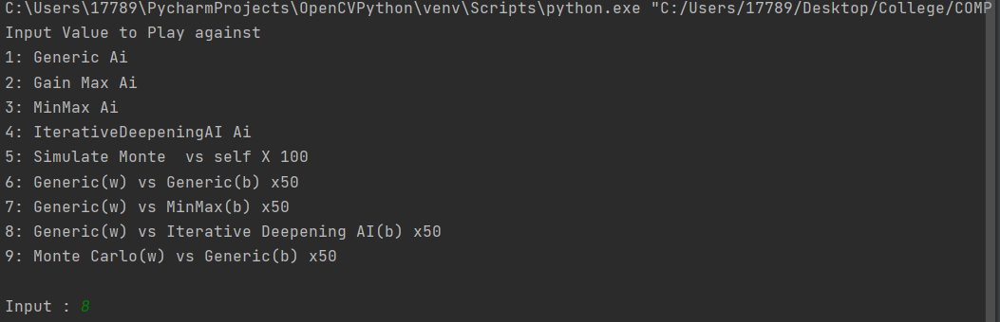 C:\Users\17789\PycharmProjects\OpenCVPython\venv\Scripts\python.exe "C:/Users/17789/Desktop/College/COMP
Input Value to Play against
1: Generic Ai
2: Gain Max Ai
3: MinMax Ai
4: IterativeDeepeningAI Ai
5: Simulate Monte  vs self X 100
6: Generic(w) vs Generic(b) x50
7: Generic(w) vs MinMax(b) x50
8: Generic(w) vs Iterative Deepening AI(b) x50
9: Monte Carlo(w) vs Generic(b) x50
Input : 8